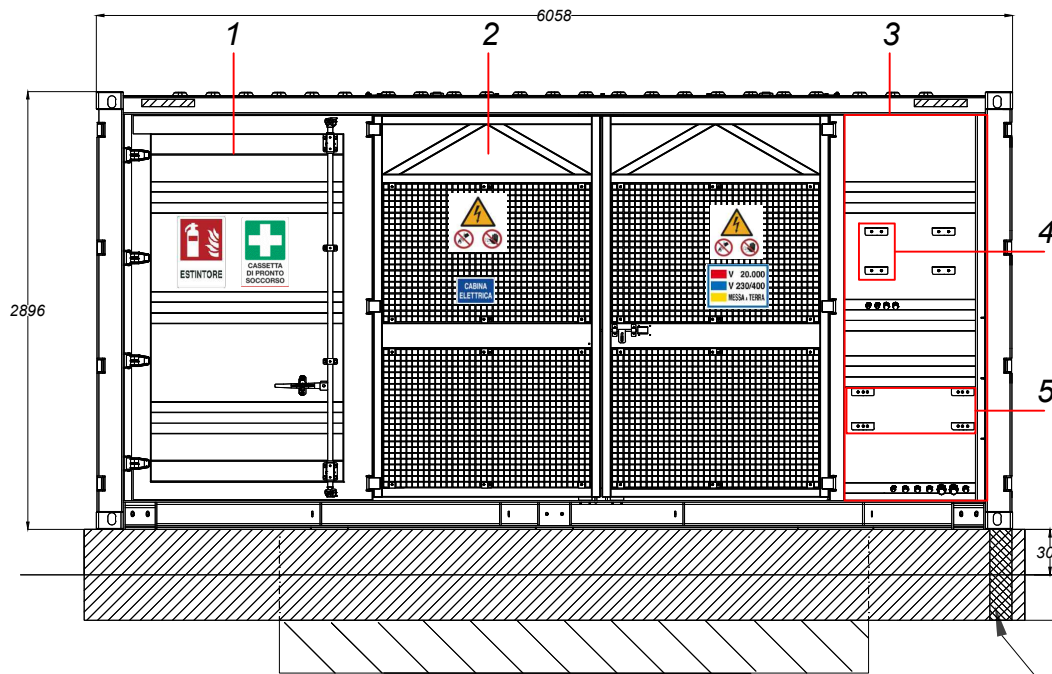 6058
1
2
3
4
2896
ESTINTORE
CASSETTA
DI PRONTO
SOCCORSO
CABINA
ELETTRICA
V 20.000
V 230/400
MESSA A TERRA
5
30